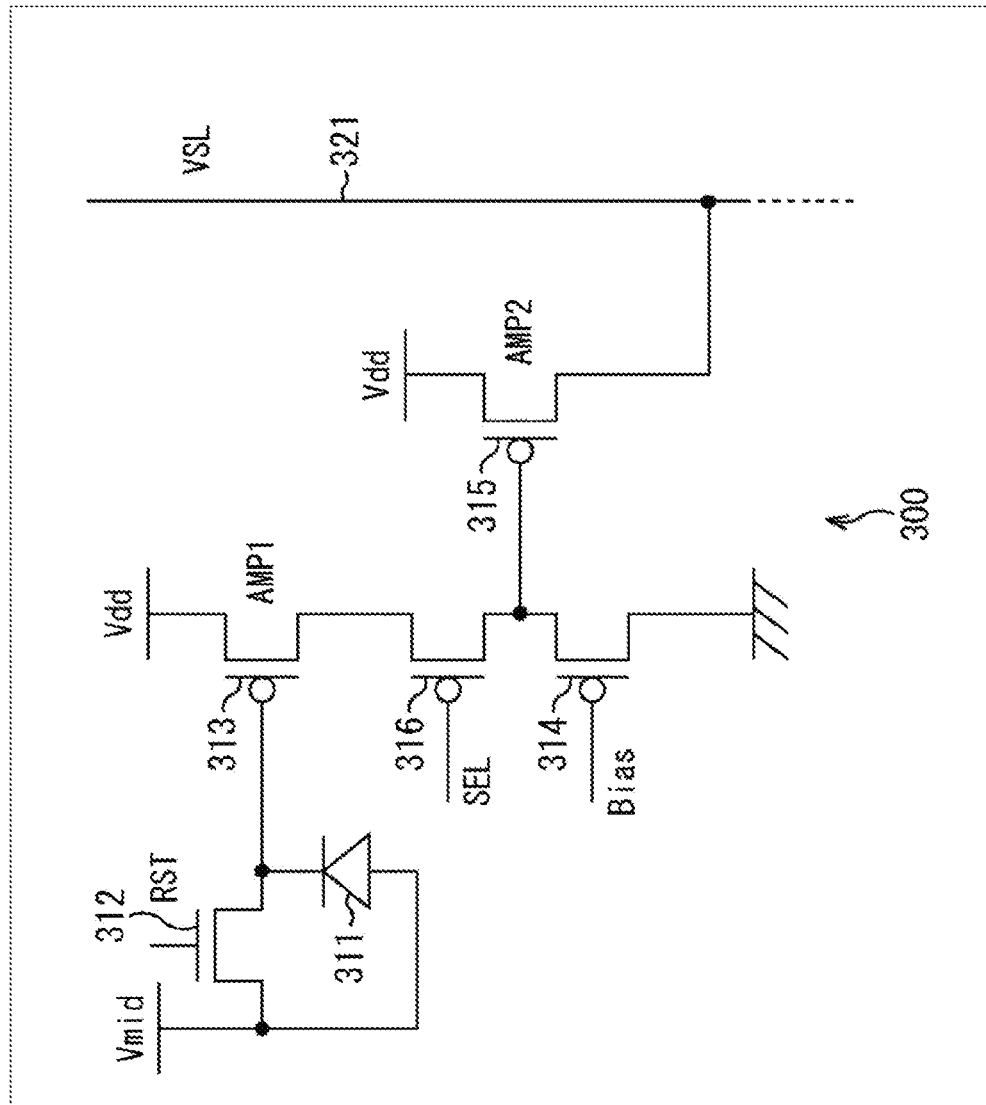 VSL
321
Vdd
AMP2
315
300
Vdd
AMP1
313
316
SEL
314
Bias
312
RST
311
Vmid